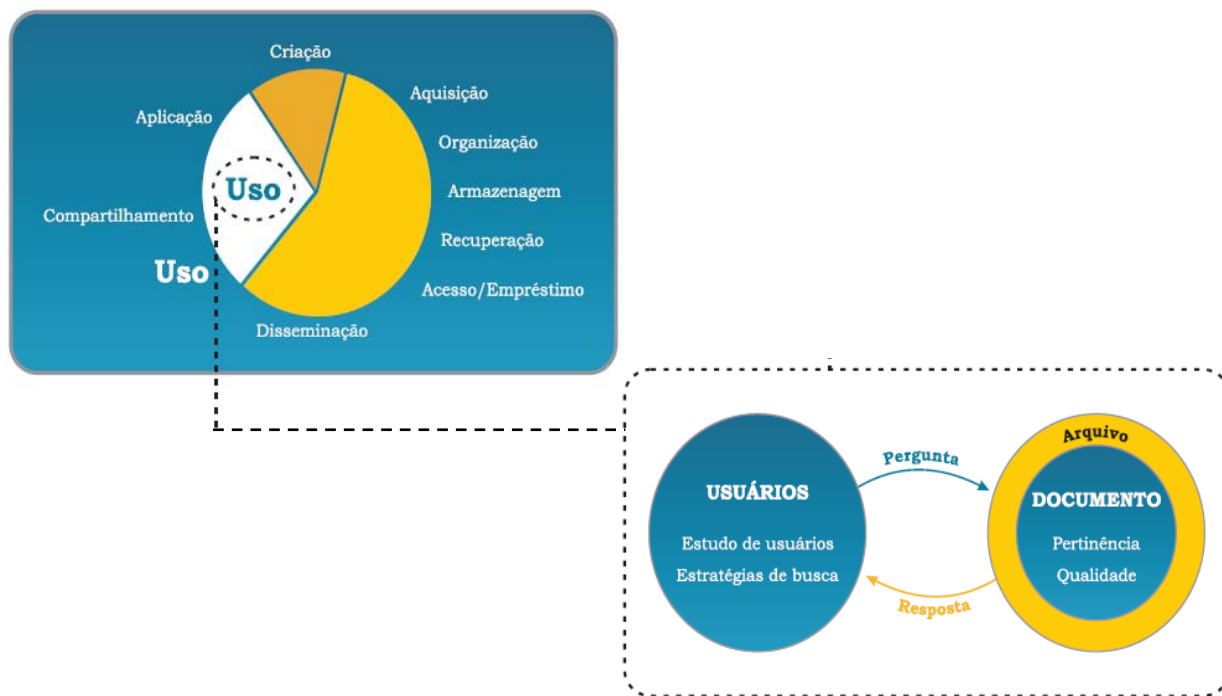 Criação
Aquisição
Aplicação
Organização
Uso
Armazenagem
Compartilhamento
Recuperação
Uso
Acesso/Empréstimo
Disseminação
Arquivo
Pergunta
USUÁRIOS
DOCUMENTO
Estudo de usuários
Pertinência
Estratégias de busca
Qualidade
Resposta